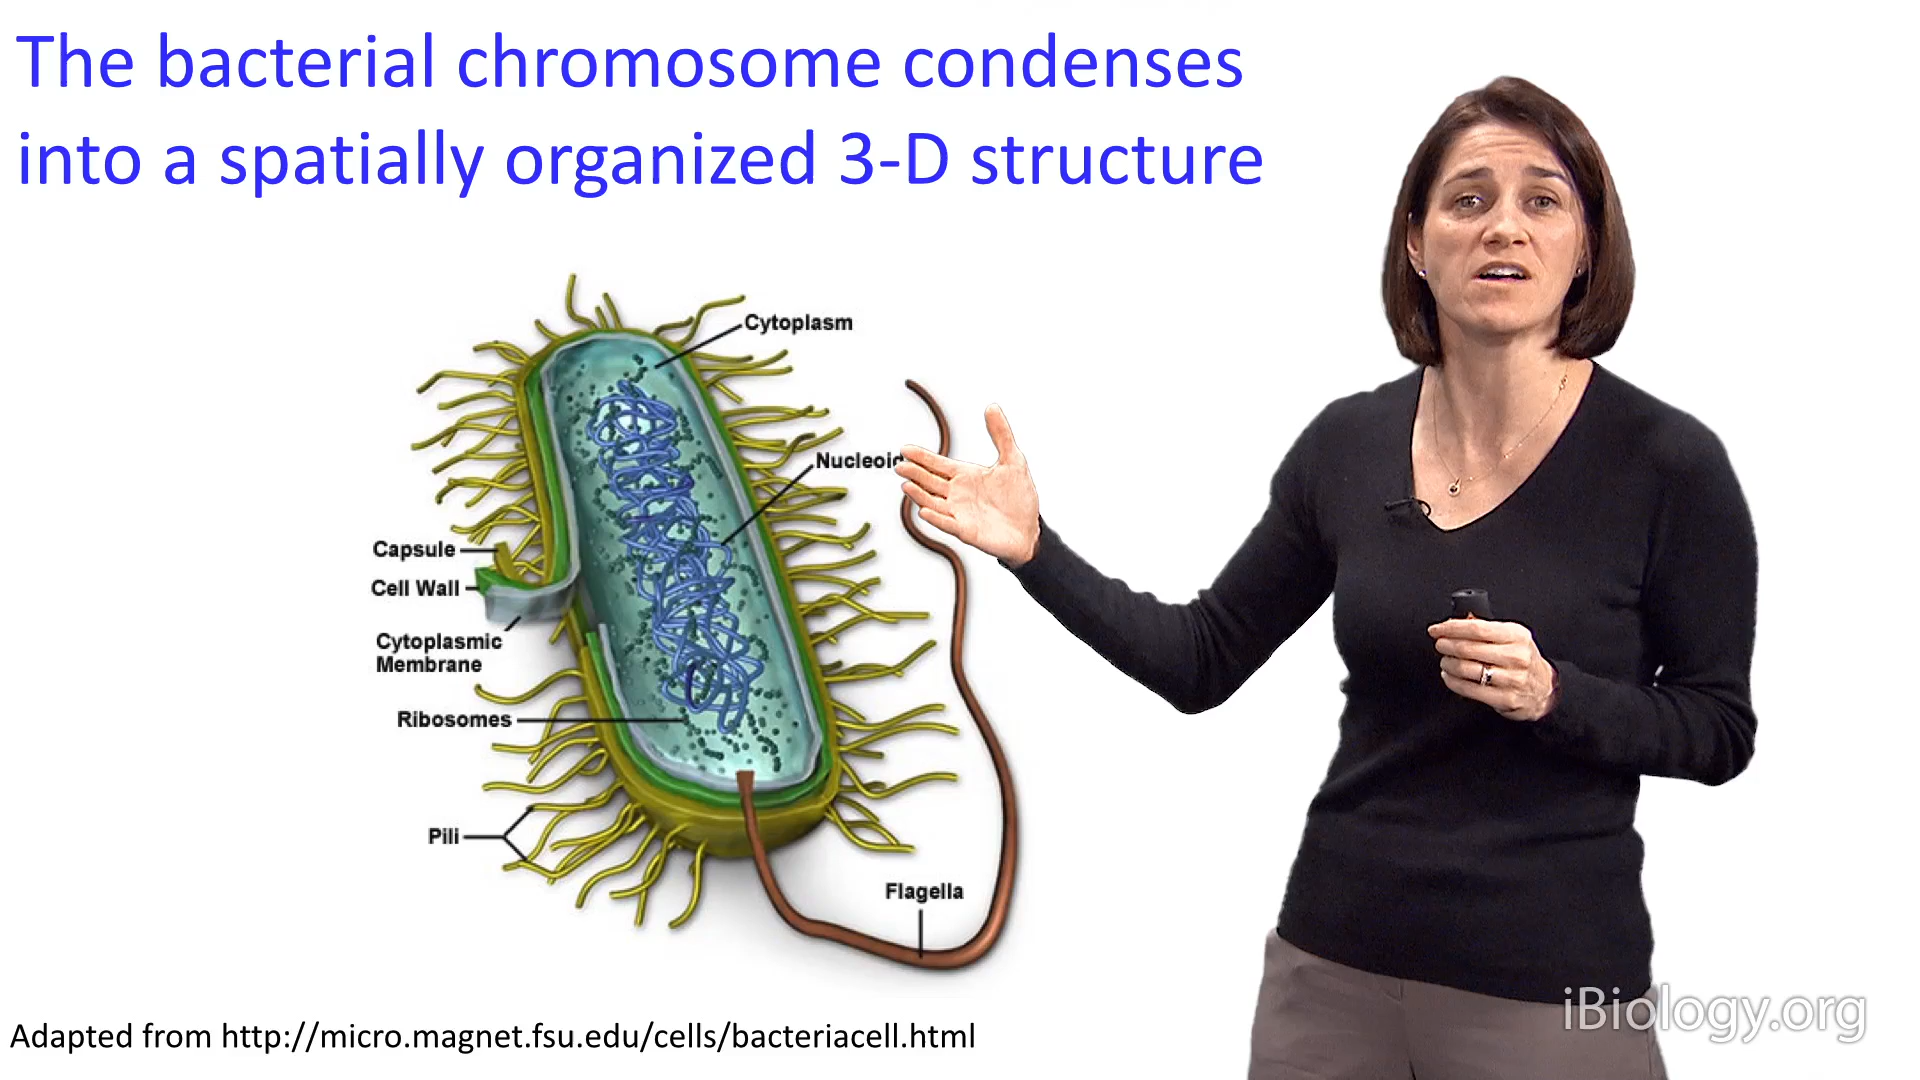 The bacterial chromosome condenses
into a spatially organized 3-D structure
Cytoplasm
Nucleoid
Capsule
Cell Wall
Cytoplasmic
Membrane
Ribosomes
Pili
Flagella
Adapted from http://micro.magnet.fsu.edu/cells/bacteriacell.html
iBiology.org